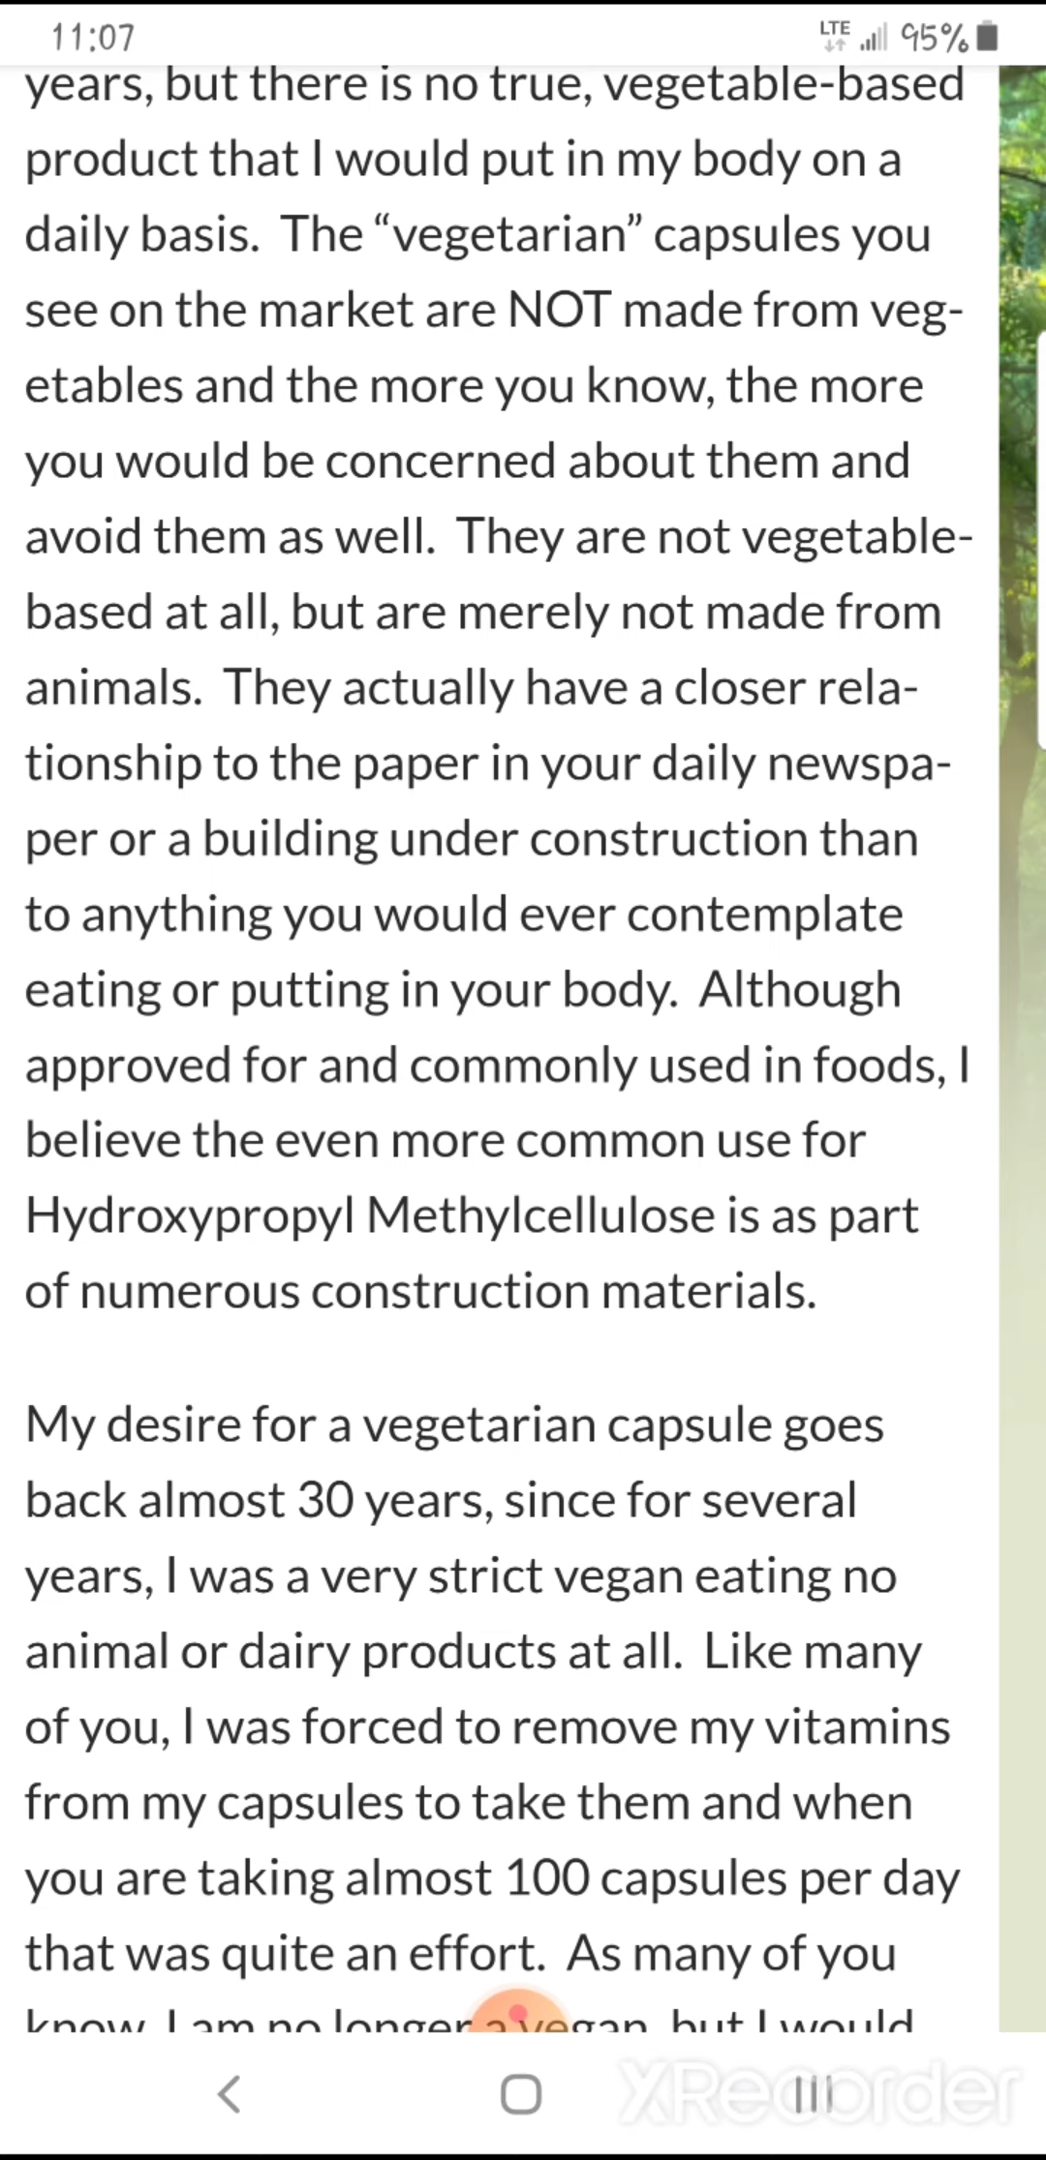 11:07
LTE 95%
years, but there is no true, vegetable-based
product that I would put in my body on a
daily basis.  The “vegetarian” capsules you
see on the market are NOT made from veg-
etables and the more you know, the more
you would be concerned about them and
avoid them as well.  They are not vegetable-
based at all, but are merely not made from
animals.  They actually have a closer rela-
tionship to the paper in your daily newspa-
per or a building under construction than
to anything you would ever contemplate
eating or putting in your body.  Although
approved for and commonly used in foods, I
believe the even more common use for
Hydroxypropyl Methylcellulose is as part
of numerous construction materials.
My desire for a vegetarian capsule goes
back almost 30 years, since for several
years, I was a very strict vegan eating no
animal or dairy products at all.  Like many
of you, I was forced to remove my vitamins
from my capsules to take them and when
you are taking almost 100 capsules per day
that was quite an effort.  As many of you
know, I am no longer a vegan, but I would
XRecorder